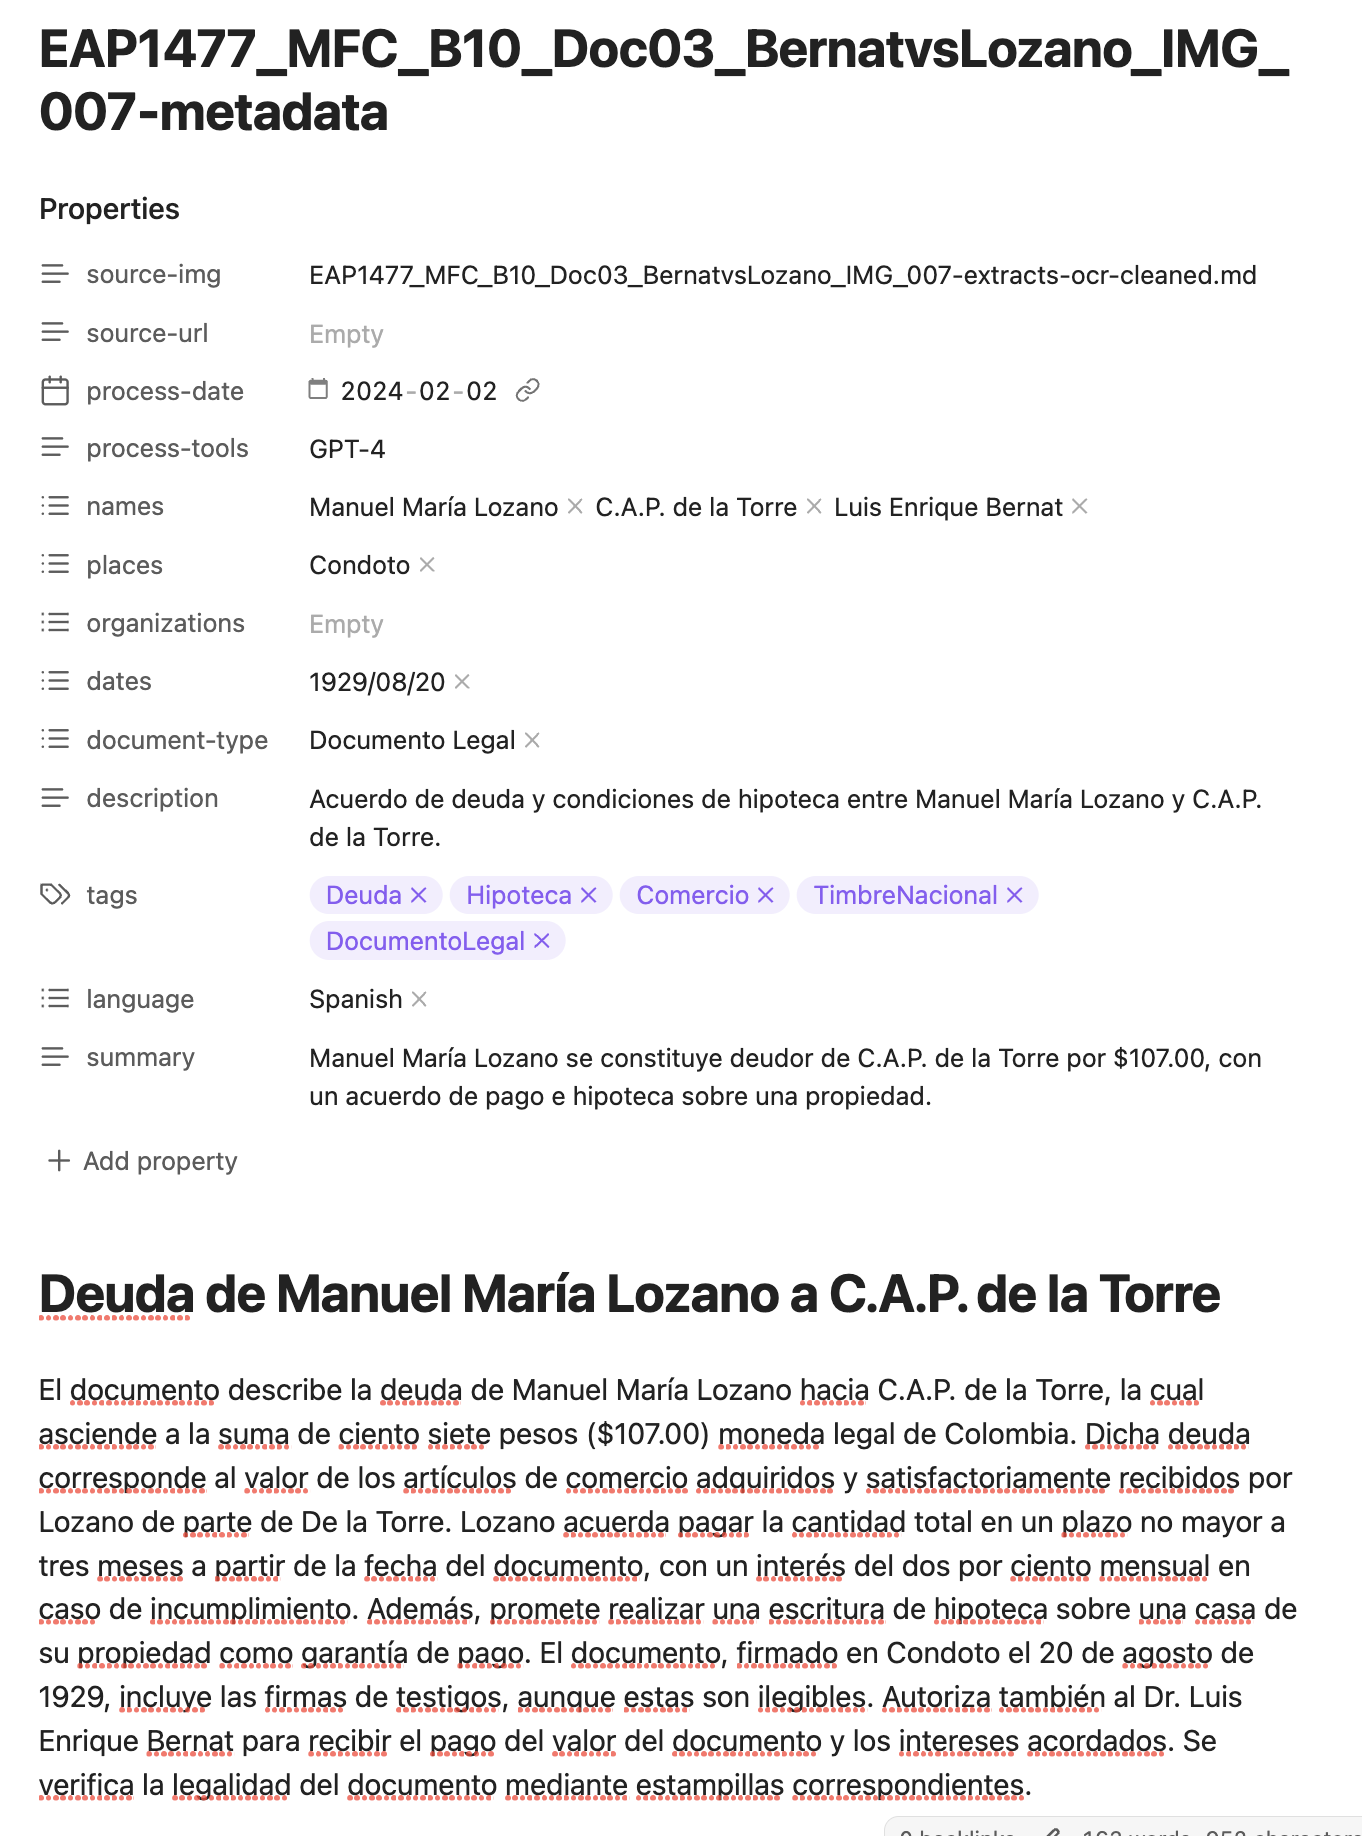 EAP1477_MFC_B10_Doc03_BernatvsLozano_IMG_
007-metadata
Properties
source-img EAP1477_MFC_B10_Doc03_BernatvsLozano_IMG_007-extracts-ocr-cleaned.md
source-url Empty
process-date 2024-02-02
process-tools GPT-4
names Manuel María Lozano × C.A.P. de la Torre × Luis Enrique Bernat ×
places Condoto ×
organizations Empty
dates 1929/08/20 ×
document-type Documento Legal ×
description Acuerdo de deuda y condiciones de hipoteca entre Manuel María Lozano y C.A.P.
de la Torre.
tags Deuda × Hipoteca × Comercio × TimbreNacional ×
DocumentoLegal ×
language Spanish ×
summary Manuel María Lozano se constituye deudor de C.A.P. de la Torre por $107.00, con
un acuerdo de pago e hipoteca sobre una propiedad.
+ Add property
Deuda de Manuel María Lozano a C.A.P. de la Torre
El documento describe la deuda de Manuel María Lozano hacia C.A.P. de la Torre, la cual
asciende a la suma de ciento siete pesos ($107.00) moneda legal de Colombia. Dicha deuda
corresponde al valor de los artículos de comercio adquiridos y satisfactoriamente recibidos por
Lozano de parte de De la Torre. Lozano acuerda pagar la cantidad total en un plazo no mayor a
tres meses a partir de la fecha del documento, con un interés del dos por ciento mensual en
caso de incumplimiento. Además, promete realizar una escritura de hipoteca sobre una casa de
su propiedad como garantía de pago. El documento, firmado en Condoto el 20 de agosto de
1929, incluye las firmas de testigos, aunque estas son ilegibles. Autoriza también al Dr. Luis
Enrique Bernat para recibir el pago del valor del documento y los intereses acordados. Se
verifica la legalidad del documento mediante estampillas correspondientes.